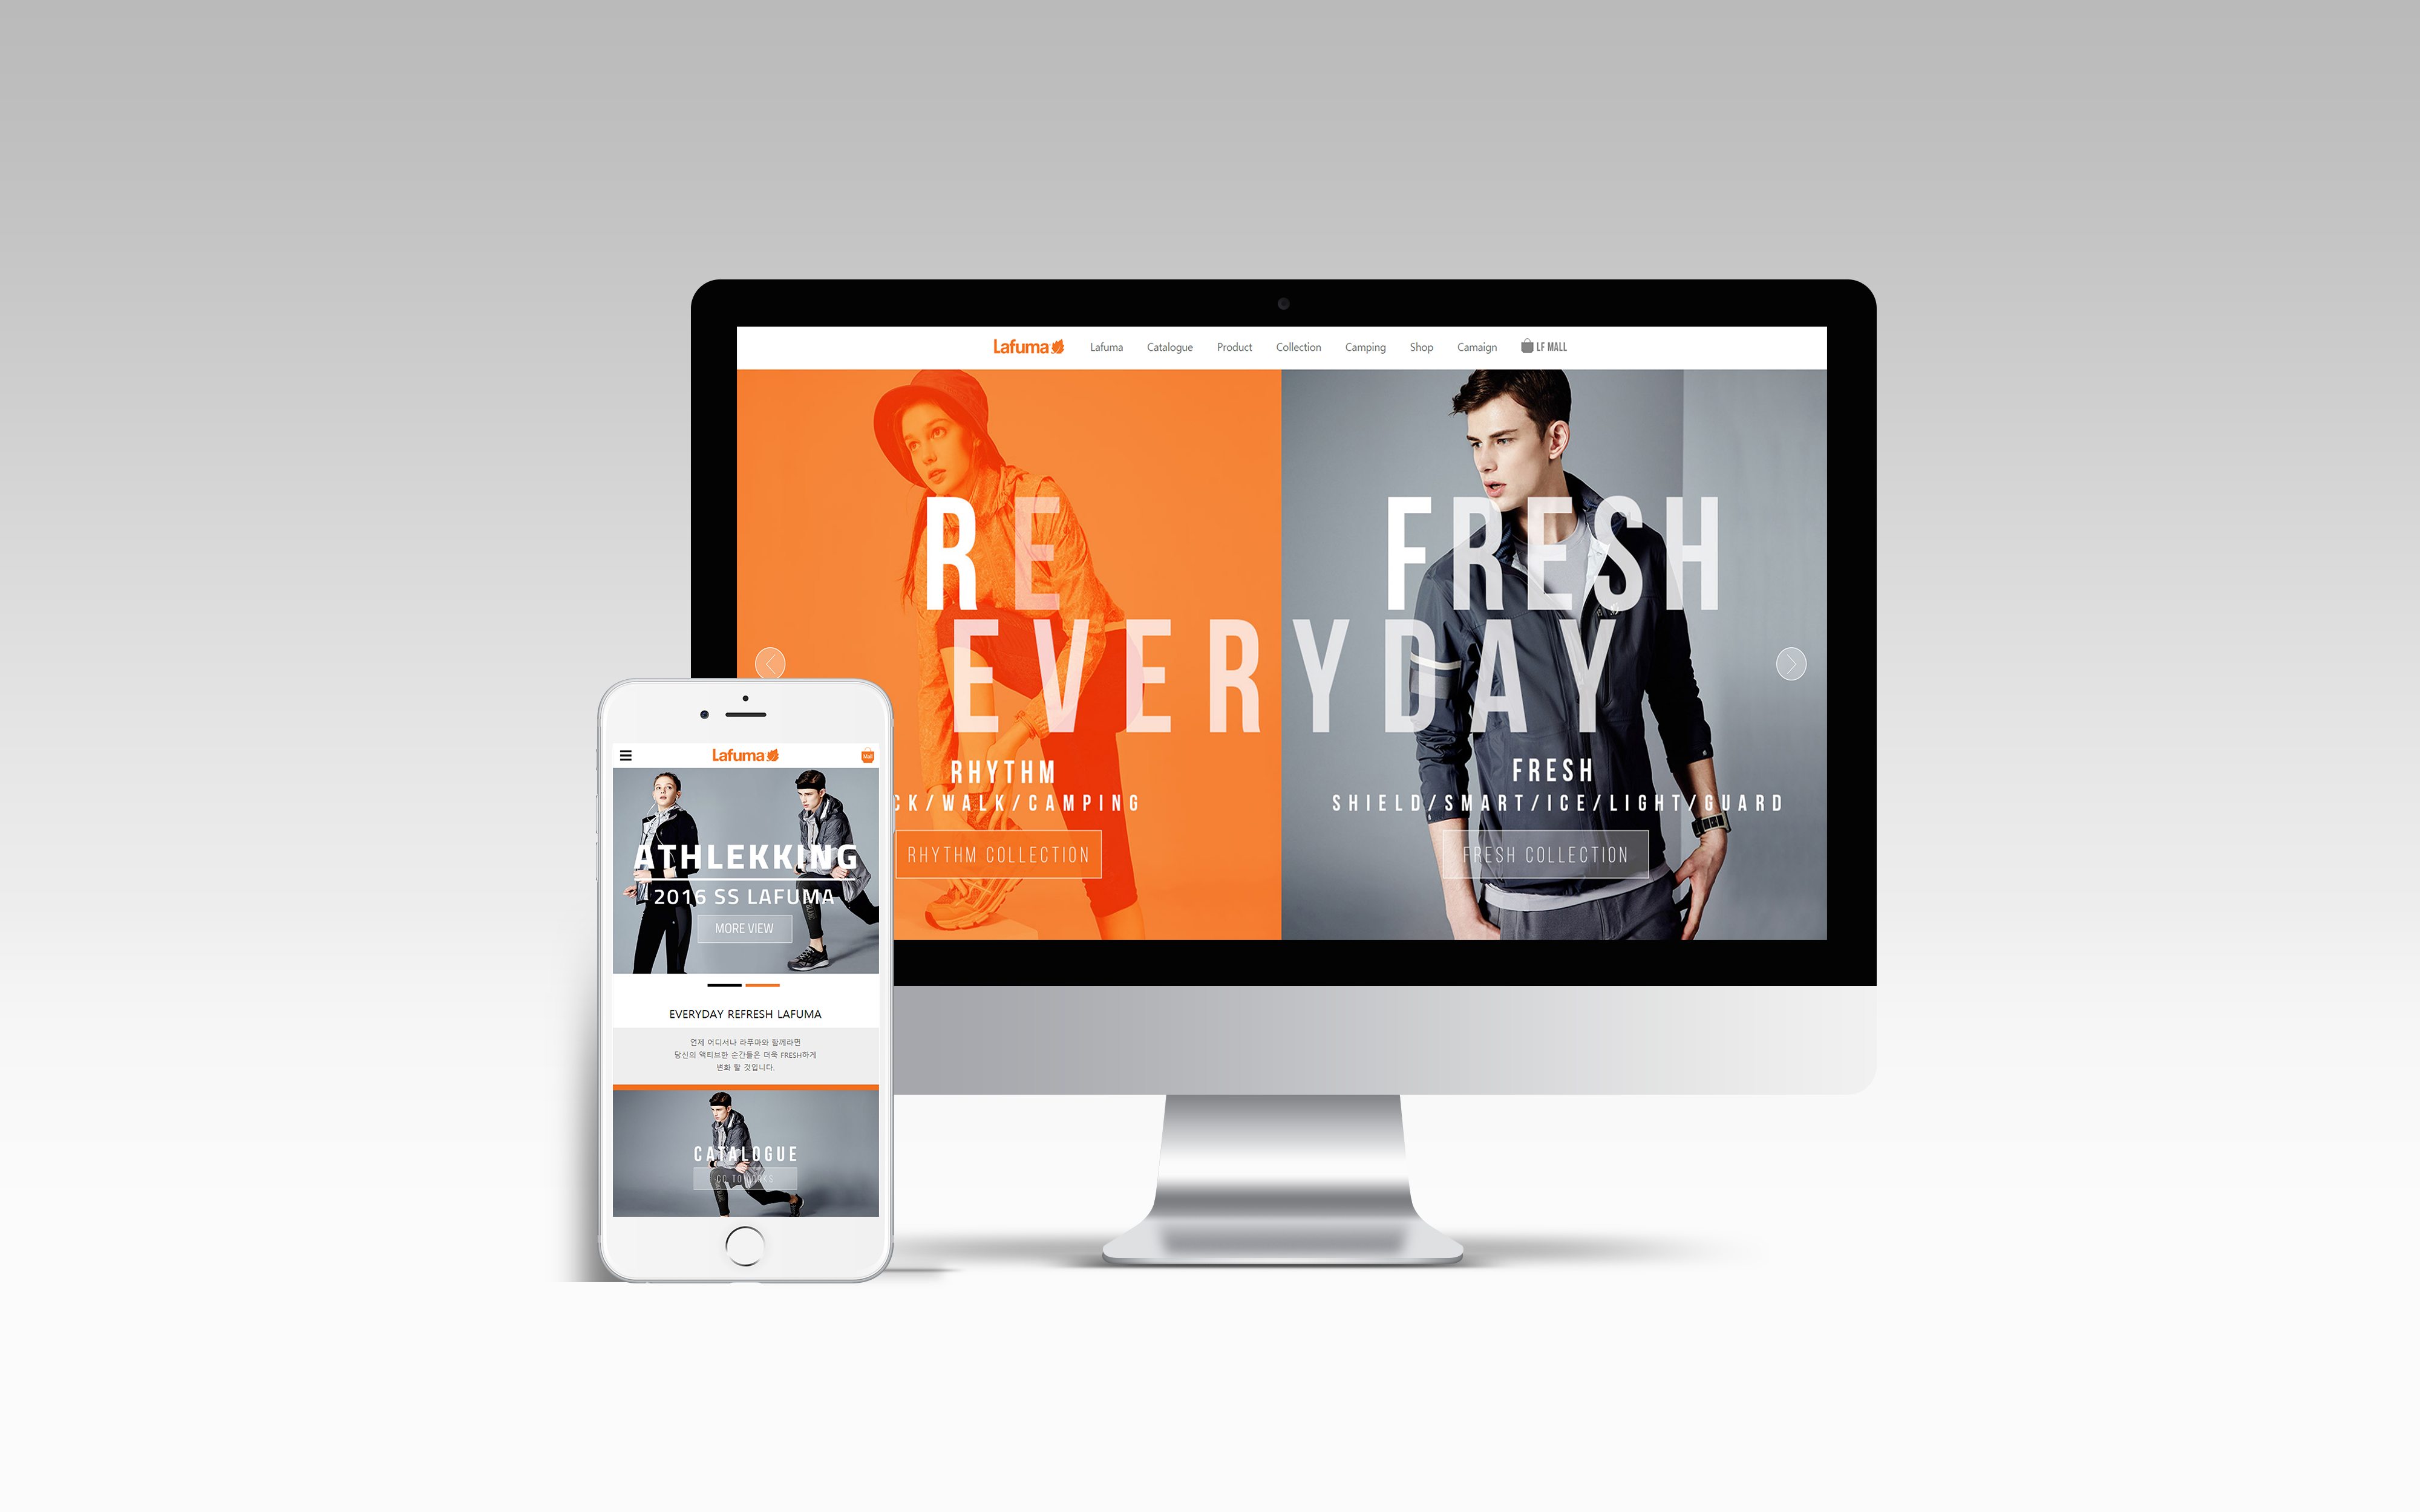 Lafuma Lafuma Catalogue Product Collection Camping Shop Camaign LF MALL
RE FRESH
EVERYDAY
RHYTHM
CK/WALK/CAMPING
RHYTHM COLLECTION
FRESH
SHIELD/SMART/ICE/LIGHT/GUARD
FRESH COLLECTION
Lafuma
ATHLEKKING
2016 SS LAFUMA
MORE VIEW
EVERYDAY REFRESH LAFUMA
언제 어디서나 라푸마와 함께라면
당신의 액티브한 순간들은 더욱 FRESH하게
변화 할 것입니다.
CATALOGUE
GO TO